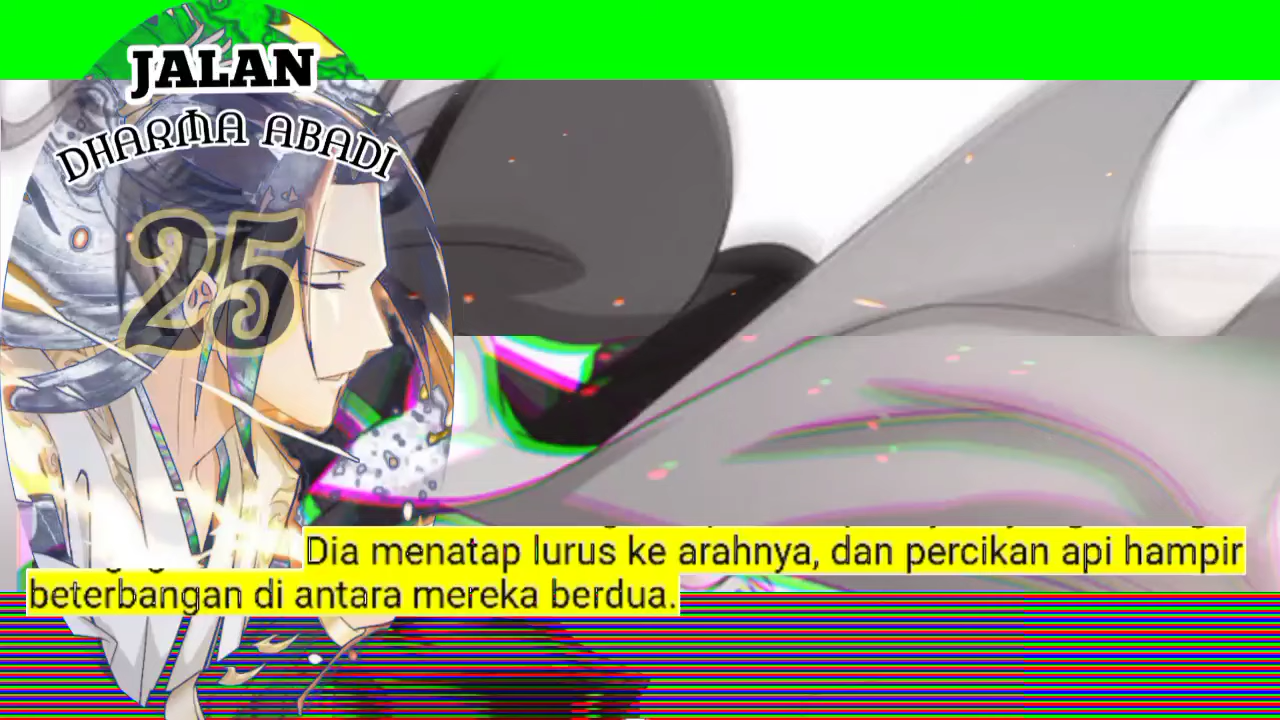 JALAN
DHARMA ABADI
25
Dia menatap lurus ke arahnya, dan percikan api hampir
beterbangan di antara mereka berdua.